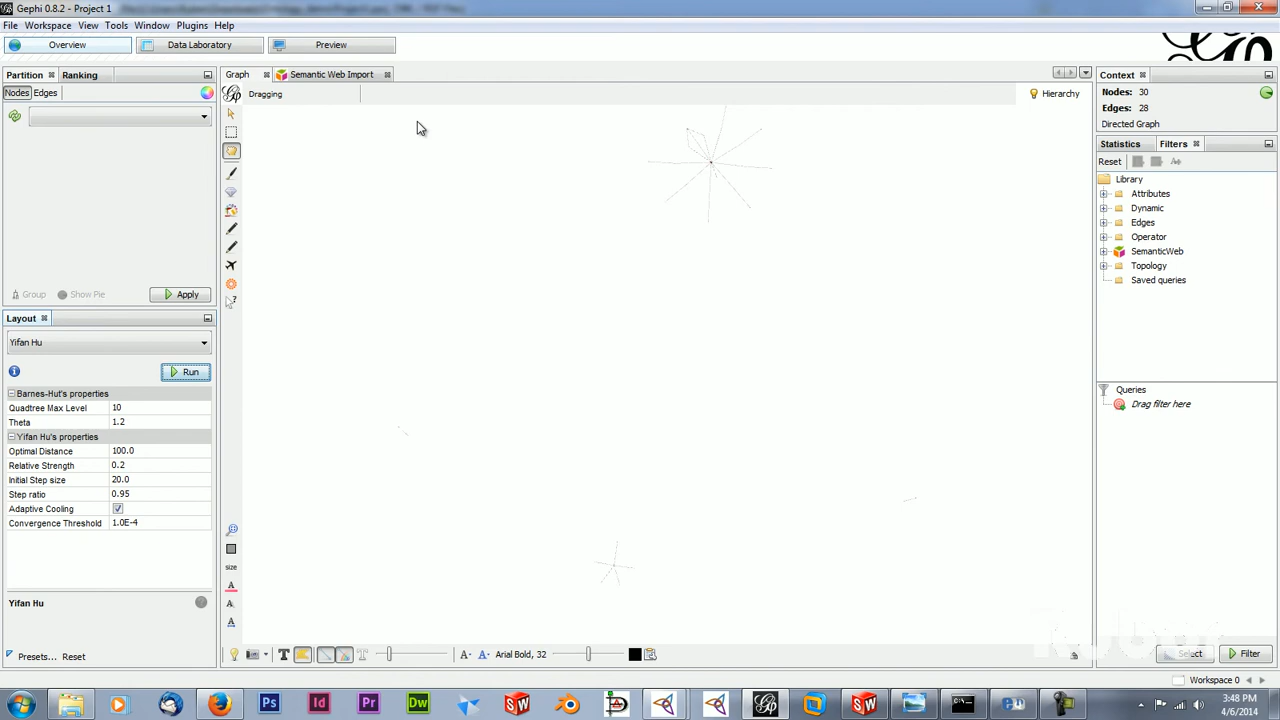 Gephi 0.8.2 - Project 1
File Workspace View Tools Window Plugins Help
Overview Data Laboratory Preview
Partition Ranking
Nodes Edges
Group Show Pie Apply
Layout
Yifan Hu
Run
Barnes-Hut's properties
Quadtree Max Level 10
Theta 1.2
Yifan Hu's properties
Optimal Distance 100.0
Relative Strength 0.2
Initial Step size 20.0
Step ratio 0.95
Adaptive Cooling
Convergence Threshold 1.0E-4
Yifan Hu
Presets... Reset
Graph Semantic Web Import
Dragging Hierarchy
size
Arial Bold, 32
Context
Nodes: 30
Edges: 28
Directed Graph
Statistics Filters
Reset
Library
Attributes
Dynamic
Edges
Operator
SemanticWeb
Topology
Saved queries
Queries
Drag filter here
Select Filter
Workspace 0
3:48 PM
4/6/2014